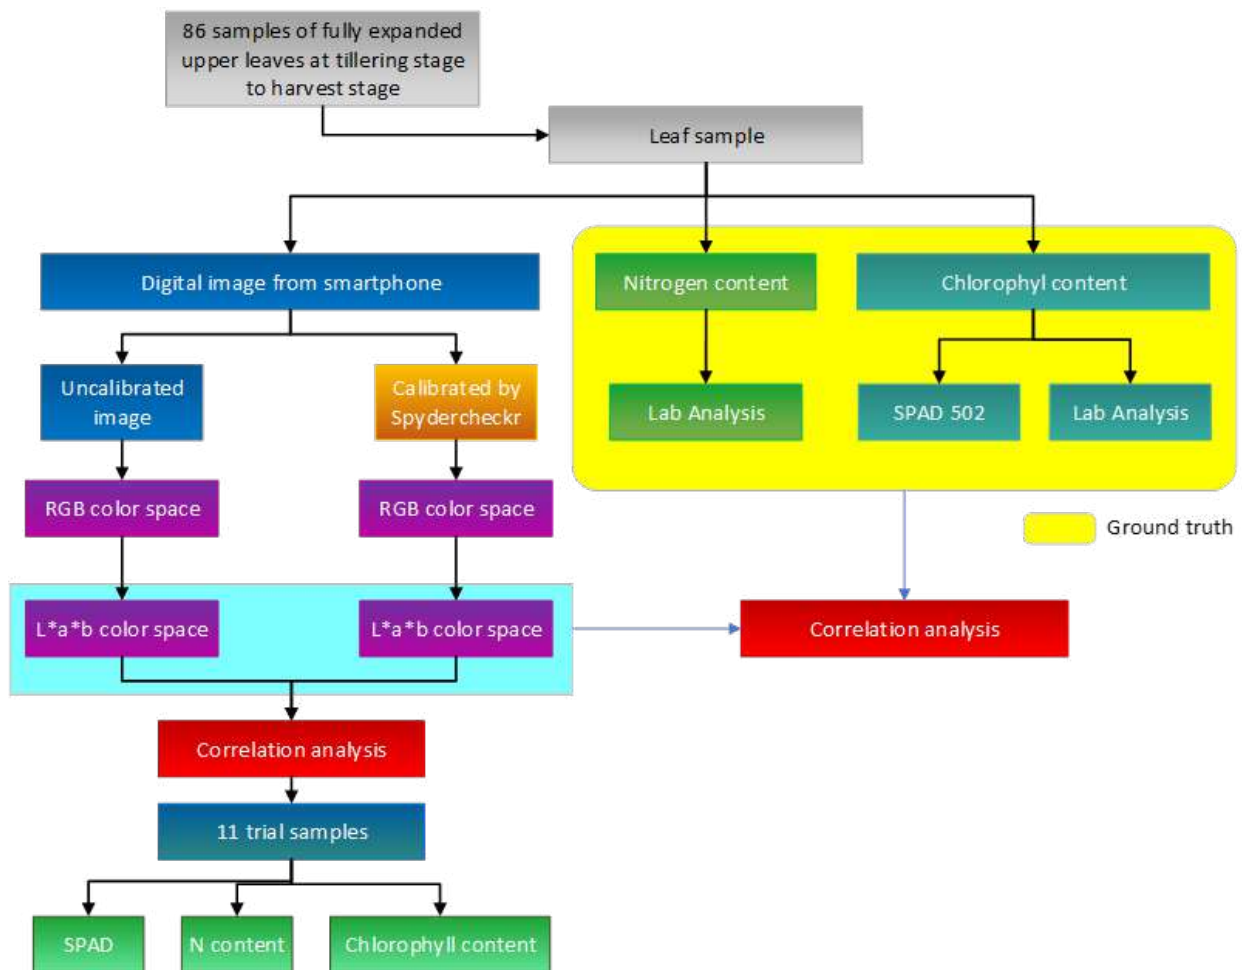 86 samples of fully expanded
upper leaves at tillering stage
to harvest stage
Leaf sample
Digital image from smartphone
Nitrogen content
Chlorophyl content
Uncalibrated
image
Calibrated by
Spydercheckr
Lab Analysis
SPAD 502
Lab Analysis
RGB color space
RGB color space
Ground truth
L*a*b color space
L*a*b color space
Correlation analysis
Correlation analysis
11 trial samples
SPAD
N content
Chlorophyll content